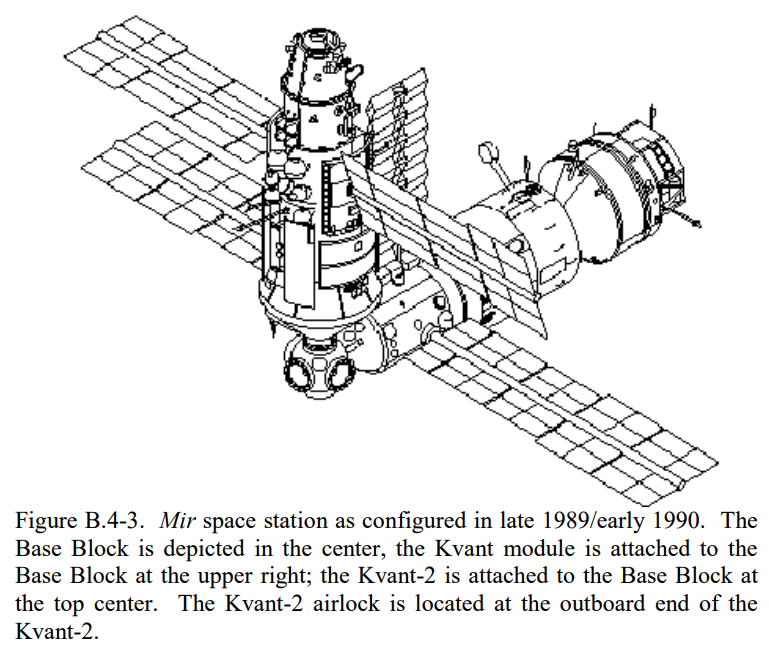 Figure B.4-3. Mir space station as configured in late 1989/early 1990. The
Base Block is depicted in the center, the Kvant module is attached to the
Base Block at the upper right; the Kvant-2 is attached to the Base Block at
the top center. The Kvant-2 airlock is located at the outboard end of the
Kvant-2.